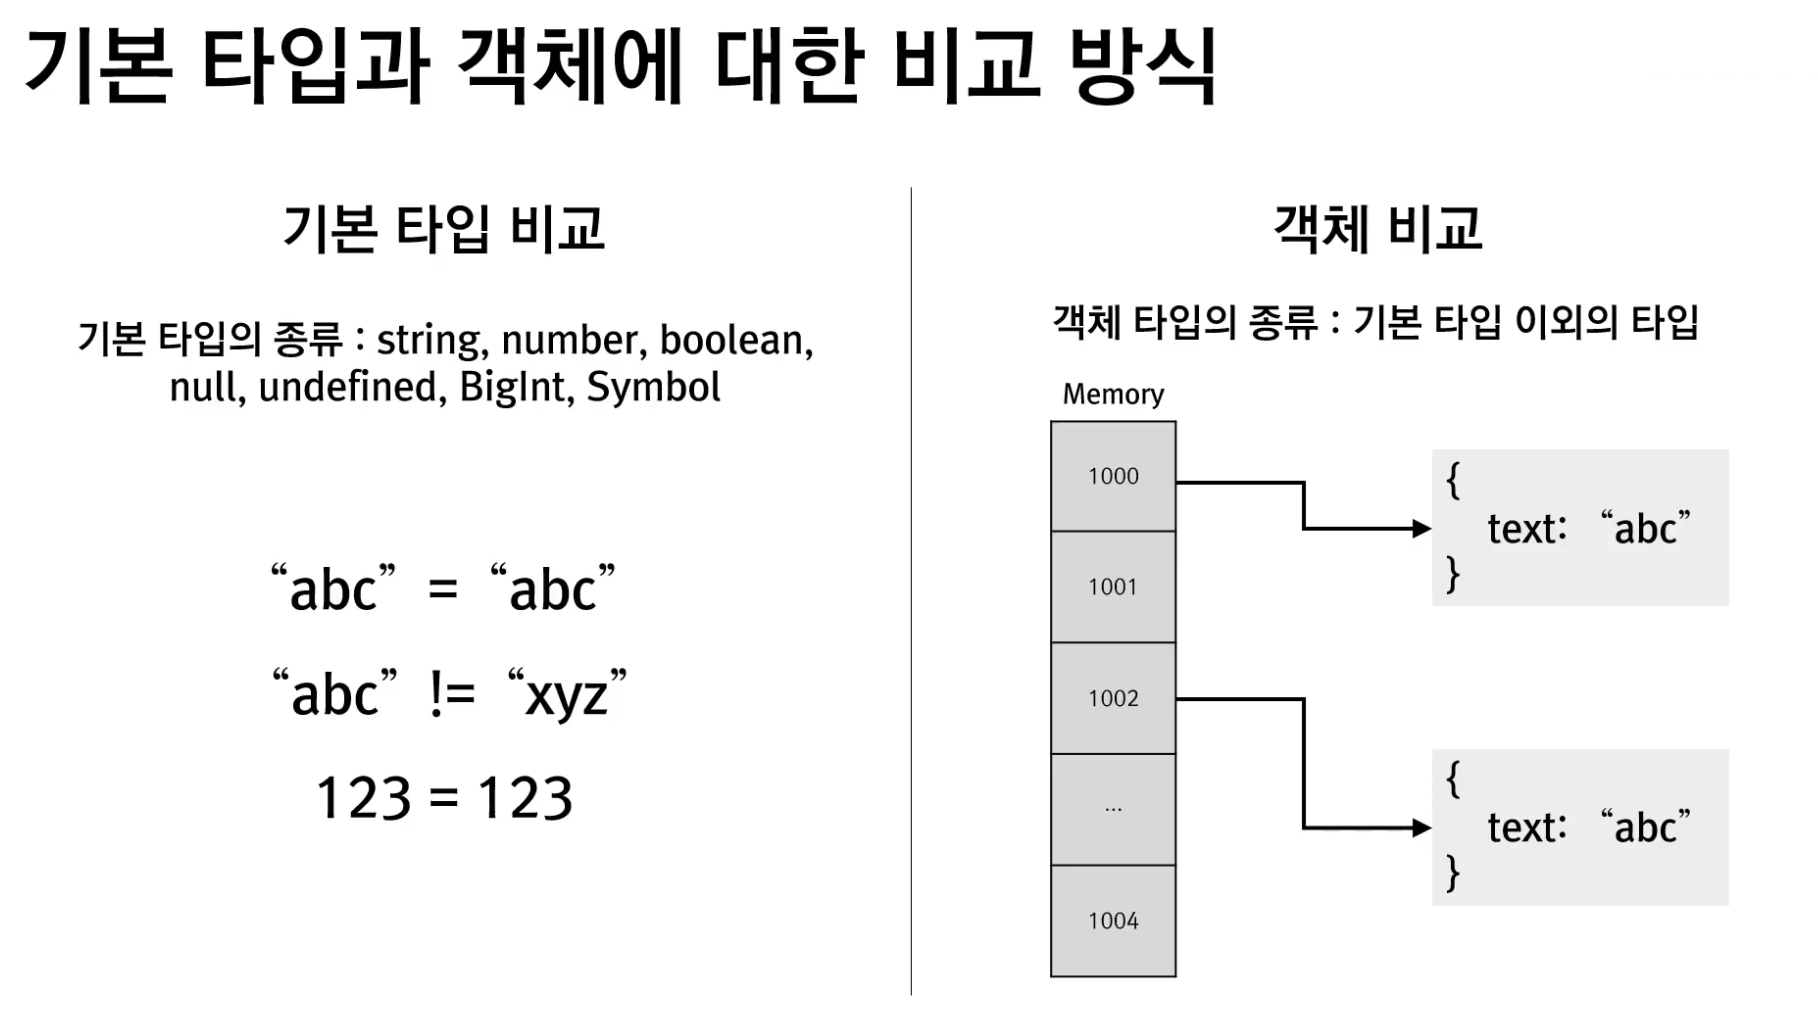 기본 타입과 객체에 대한 비교 방식
기본 타입 비교
기본 타입의 종류 : string, number, boolean,
null, undefined, BigInt, Symbol
“abc” = “abc”
“abc” != “xyz”
123 = 123
객체 비교
객체 타입의 종류 : 기본 타입 이외의 타입
Memory
1000
1001
1002
...
1004
{
text: “abc”
}
{
text: “abc”
}